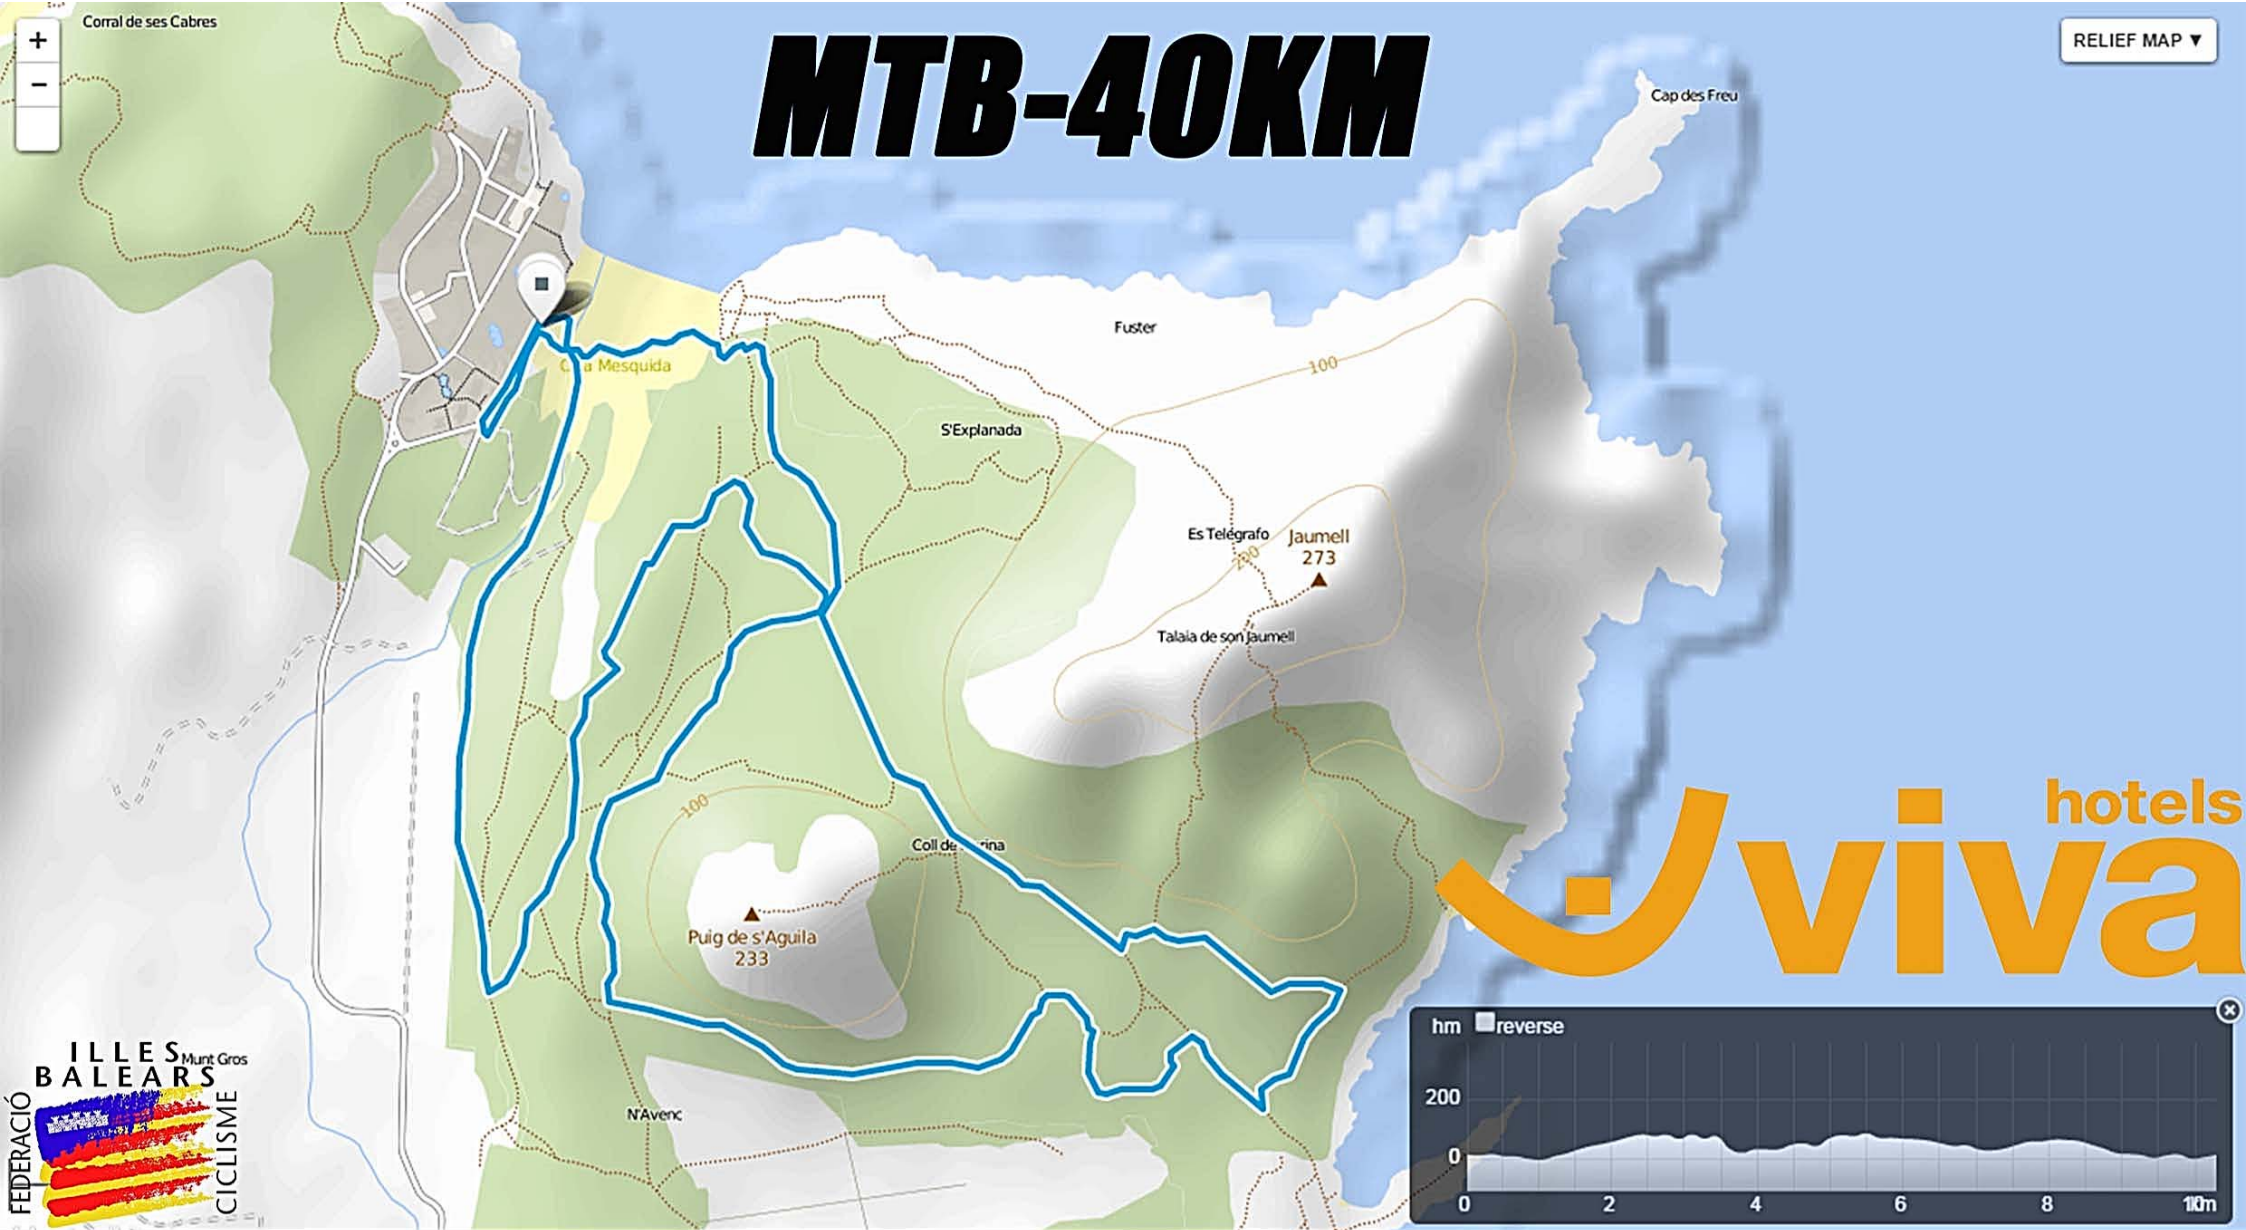 Corral de ses Cabres
+
−
MTB-40KM
RELIEF MAP ▼
Cap des Freu
Fuster
100
Mesquida
S'Explanada
Es Telégrafo
Jaumell
273
200
Talaia de son Jaumell
100
Coll de
Puig de s'Aguila
233
hotels
viva
hm
reverse
200
0
0
2
4
6
8
ILLES
BALEARS
Munt Gros
FEDERACIÓ
CICLISME
N'Avenc